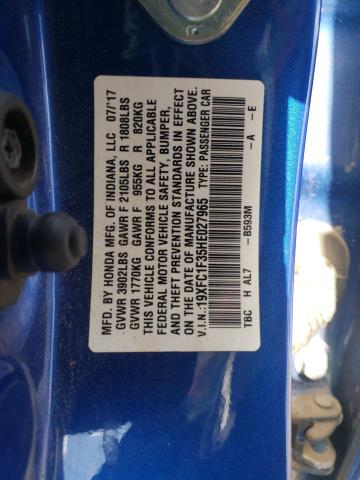 MFD. BY HONDA MFG. OF INDIANA, LLC 07/'17
GVWR 3902LBS GAWR F 2105LBS R 1808LBS
GVWR 1770KG GAWR F 955KG R 820KG
THIS VEHICLE CONFORMS TO ALL APPLICABLE
FEDERAL MOTOR VEHICLE SAFETY, BUMPER,
AND THEFT PREVENTION STANDARDS IN EFFECT
ON THE DATE OF MANUFACTURE SHOWN ABOVE.
V.I.N.:19XFC1F35HE027965 TYPE: PASSENGER CAR
TBC H AL7 -B593M -A -E